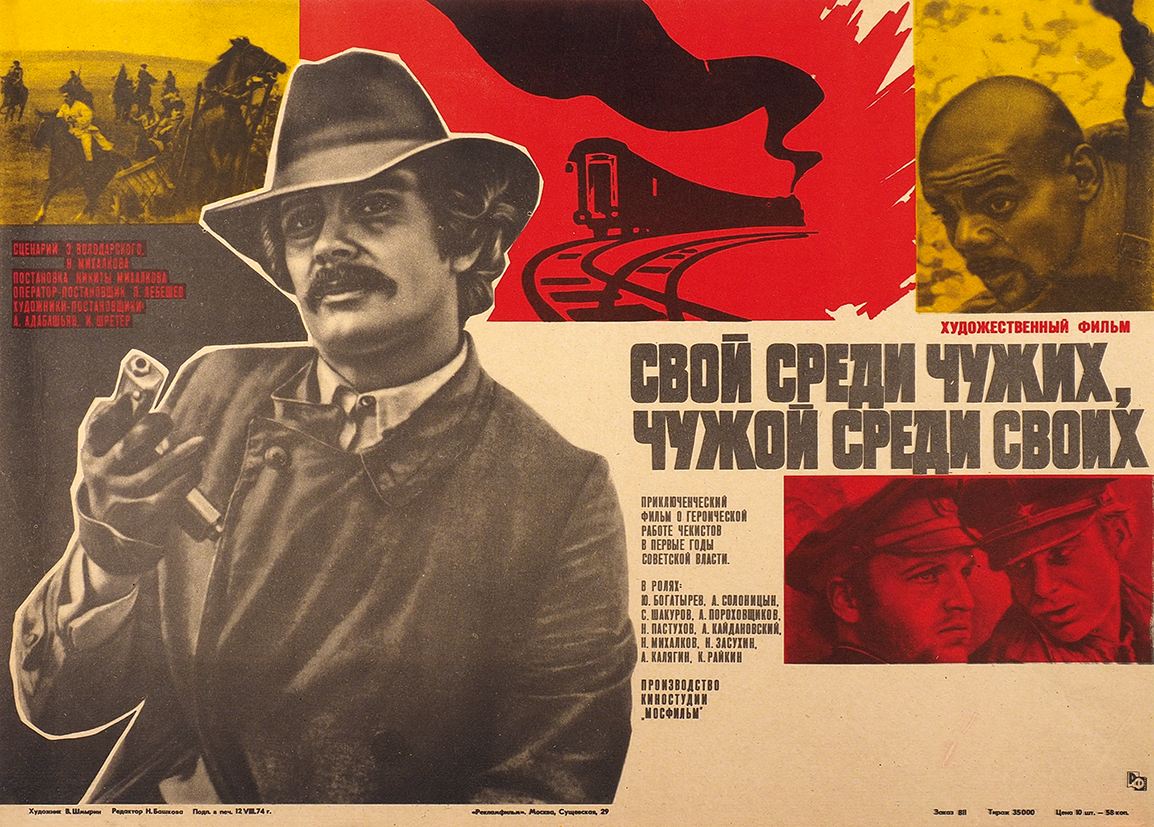 СЦЕНАРИЙ Э. ВОЛОДАРСКОГО,
Н. МИХАЛКОВА
ПОСТАНОВКА НИКИТЫ МИХАЛКОВА
ОПЕРАТОР-ПОСТАНОВЩИК П. ЛЕБЕШЕВ
ХУДОЖНИКИ-ПОСТАНОВЩИКИ:
А. АДАБАШЬЯН, И. ШРЕТЕР
ХУДОЖЕСТВЕННЫЙ ФИЛЬМ
СВОЙ СРЕДИ ЧУЖИХ,
ЧУЖОЙ СРЕДИ СВОИХ
ПРИКЛЮЧЕНЧЕСКИЙ
ФИЛЬМ О ГЕРОИЧЕСКОЙ
РАБОТЕ ЧЕКИСТОВ
В ПЕРВЫЕ ГОДЫ
СОВЕТСКОЙ ВЛАСТИ.
В РОЛЯХ:
Ю. БОГАТЫРЕВ, А. СОЛОНИЦЫН,
С. ШАКУРОВ, А. ПОРОХОВЩИКОВ,
Н. ПАСТУХОВ, А. КАЙДАНОВСКИЙ,
Н. МИХАЛКОВ, Н. ЗАСУХИН,
А. КАЛЯГИН, К. РАЙКИН
ПРОИЗВОДСТВО
КИНОСТУДИИ
„МОСФИЛЬМ"
РФ
Художник В. Шмырин Редактор Н. Башкова Подп. в печ. 12 VIII. 74 г. «Рекламфильм». Москва, Сущевская, 29 Заказ 811 Тираж 35000 Цена 10 шт. — 58 коп.